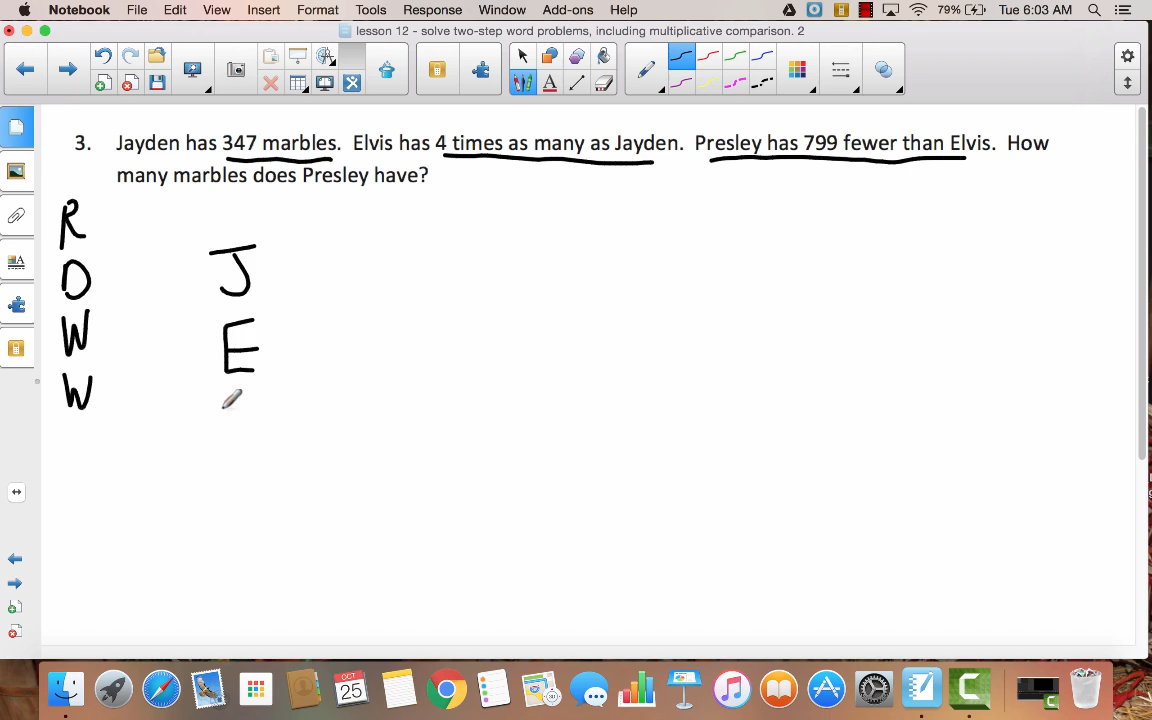 Notebook File Edit View Insert Format Tools Response Window Add-ons Help 79% Tue 6:03 AM
lesson 12 - solve two-step word problems, including multiplicative comparison. 2
3. Jayden has 347 marbles. Elvis has 4 times as many as Jayden. Presley has 799 fewer than Elvis. How
many marbles does Presley have?
R
D
W
W
J
E
OCT
25